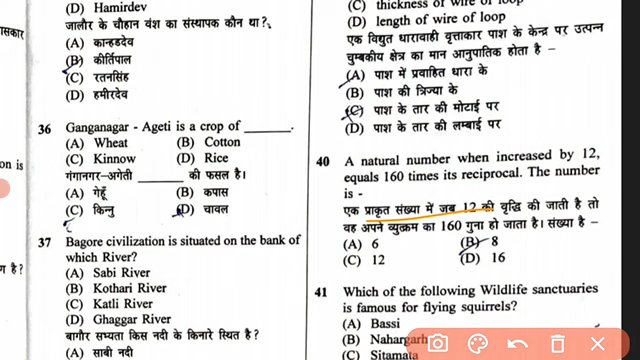 (D) Hamirdev
जालौर के चौहान वंश का संस्थापक कौन था?
(A) कान्हडदेव
(B) कीर्तिपाल
(C) रतनसिंह
(D) हमीरदेव
36 Ganganagar - Ageti is a crop of ______.
(A) Wheat (B) Cotton
(C) Kinnow (D) Rice
गंगानगर–अगेती ______ की फसल है।
(A) गेहूँ (B) कपास
(C) किन्नु (D) चावल
37 Bagore civilization is situated on the bank of
which River?
(A) Sabi River
(B) Kothari River
(C) Katli River
(D) Ghaggar River
बागौर सभ्यता किस नदी के किनारे स्थित है?
(A) साबी नदी
(C) thickness of wire of loop
(D) length of wire of loop
एक विद्युत धारावाही वृत्ताकार पाश के केन्द्र पर उत्पन्न
चुम्बकीय क्षेत्र का मान आनुपातिक होता है –
(A) पाश में प्रवाहित धारा के
(B) पाश की त्रिज्या के
(C) पाश के तार की मोटाई पर
(D) पाश के तार की लम्बाई पर
40 A natural number when increased by 12,
equals 160 times its reciprocal. The number
is -
एक प्राकृत संख्या में जब 12 की वृद्धि की जाती है तो
वह अपने व्युत्क्रम का 160 गुना हो जाता है। संख्या है –
(A) 6 (B) 8
(C) 12 (D) 16
41 Which of the following Wildlife sanctuaries
is famous for flying squirrels?
(A) Bassi
(B) Nahargarh
(C) Sitamata
on is
है?